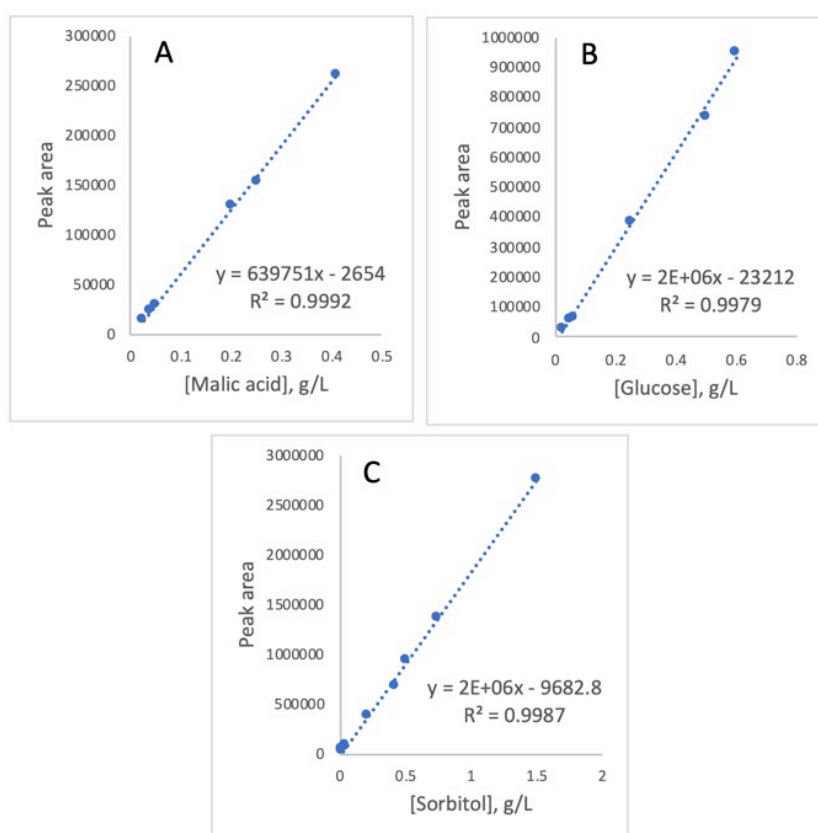 A
300000
250000
200000
150000
100000
50000
0
Peak area
y = 639751x - 2654
R² = 0.9992
0 0.1 0.2 0.3 0.4 0.5
[Malic acid], g/L
B
1000000
900000
800000
700000
600000
500000
400000
300000
200000
100000
0
Peak area
y = 2E+06x - 23212
R² = 0.9979
0 0.2 0.4 0.6 0.8
[Glucose], g/L
C
3000000
2500000
2000000
1500000
1000000
500000
0
Peak area
y = 2E+06x - 9682.8
R² = 0.9987
0 0.5 1 1.5 2
[Sorbitol], g/L